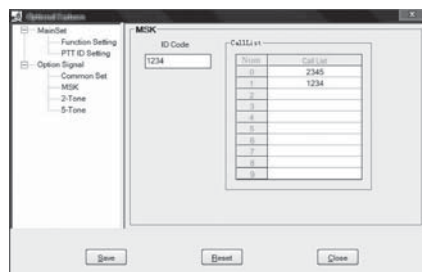 Optional Features
MainSet
Function Setting
PTT ID Setting
Option Signal
Common Set
MSK
2-Tone
5-Tone
MSK
ID Code
1234
CallList
Num Call List
0 2345
1 1234
2
3
4
5
6
7
8
9
Save
Reset
Close